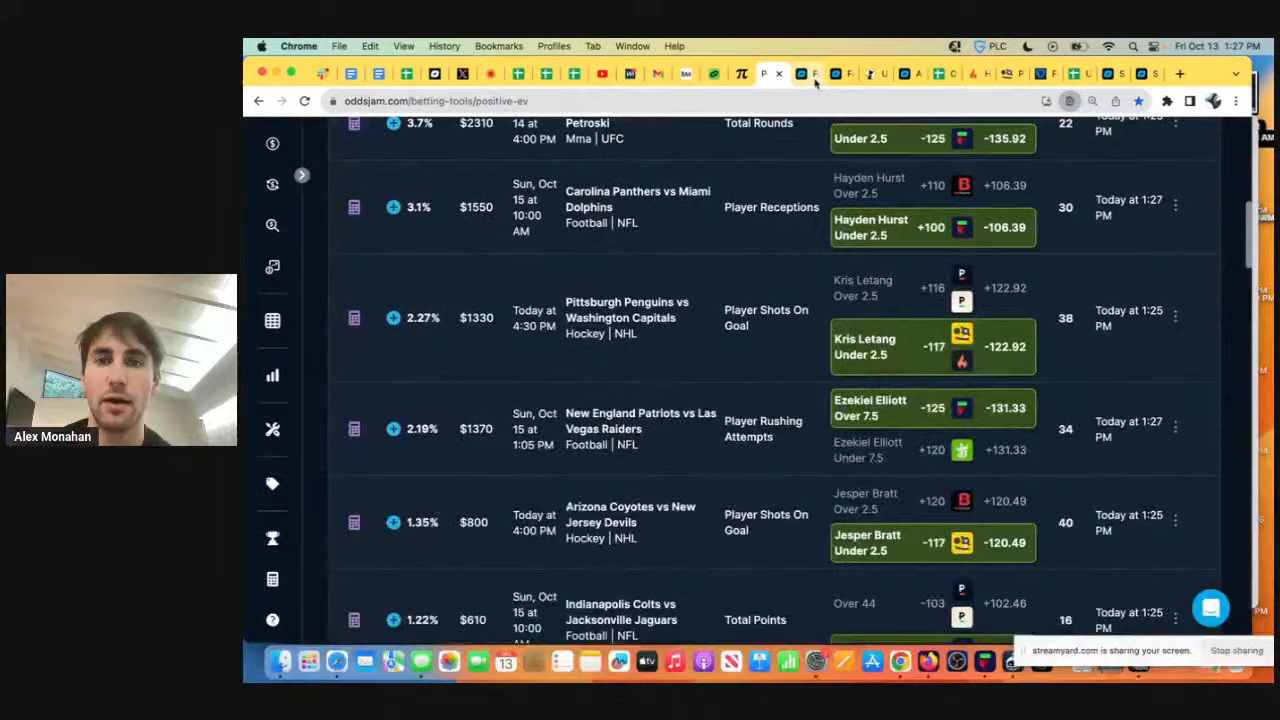 Chrome File Edit View History Bookmarks Profiles Tab Window Help
PLC Fri Oct 13 1:27 PM
oddsjam.com/betting-tools/positive-ev
3.7% $2310 14 at 4:00 PM Petroski Mma | UFC Total Rounds Under 2.5 -125 -135.92 22 PM
3.1% $1550 Sun, Oct 15 at 10:00 AM Carolina Panthers vs Miami Dolphins Football | NFL Player Receptions
Hayden Hurst Over 2.5 +110 +106.39
Hayden Hurst Under 2.5 +100 -106.39
30 Today at 1:27 PM
2.27% $1330 Today at 4:30 PM Pittsburgh Penguins vs Washington Capitals Hockey | NHL Player Shots On Goal
Kris Letang Over 2.5 +116 +122.92
Kris Letang Under 2.5 -117 -122.92
38 Today at 1:25 PM
2.19% $1370 Sun, Oct 15 at 1:05 PM New England Patriots vs Las Vegas Raiders Football | NFL Player Rushing Attempts
Ezekiel Elliott Over 7.5 -125 -131.33
Ezekiel Elliott Under 7.5 +120 +131.33
34 Today at 1:27 PM
1.35% $800 Today at 4:00 PM Arizona Coyotes vs New Jersey Devils Hockey | NHL Player Shots On Goal
Jesper Bratt Over 2.5 +120 +120.49
Jesper Bratt Under 2.5 -117 -120.49
40 Today at 1:25 PM
1.22% $610 Sun, Oct 15 at 10:00 Indianapolis Colts vs Jacksonville Jaguars Football | NFL Total Points
Over 44 -103 +102.46
16 Today at 1:25 PM
Alex Monahan
streamyard.com is sharing your screen. Stop sharing